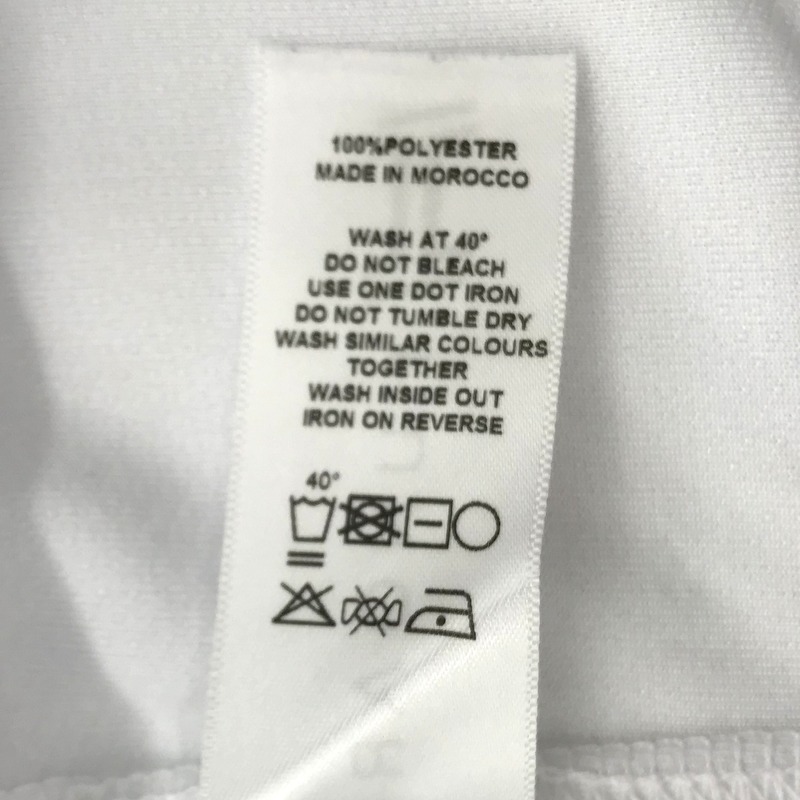 100%POLYESTER
MADE IN MOROCCO
WASH AT 40°
DO NOT BLEACH
USE ONE DOT IRON
DO NOT TUMBLE DRY
WASH SIMILAR COLOURS
TOGETHER
WASH INSIDE OUT
IRON ON REVERSE
40°